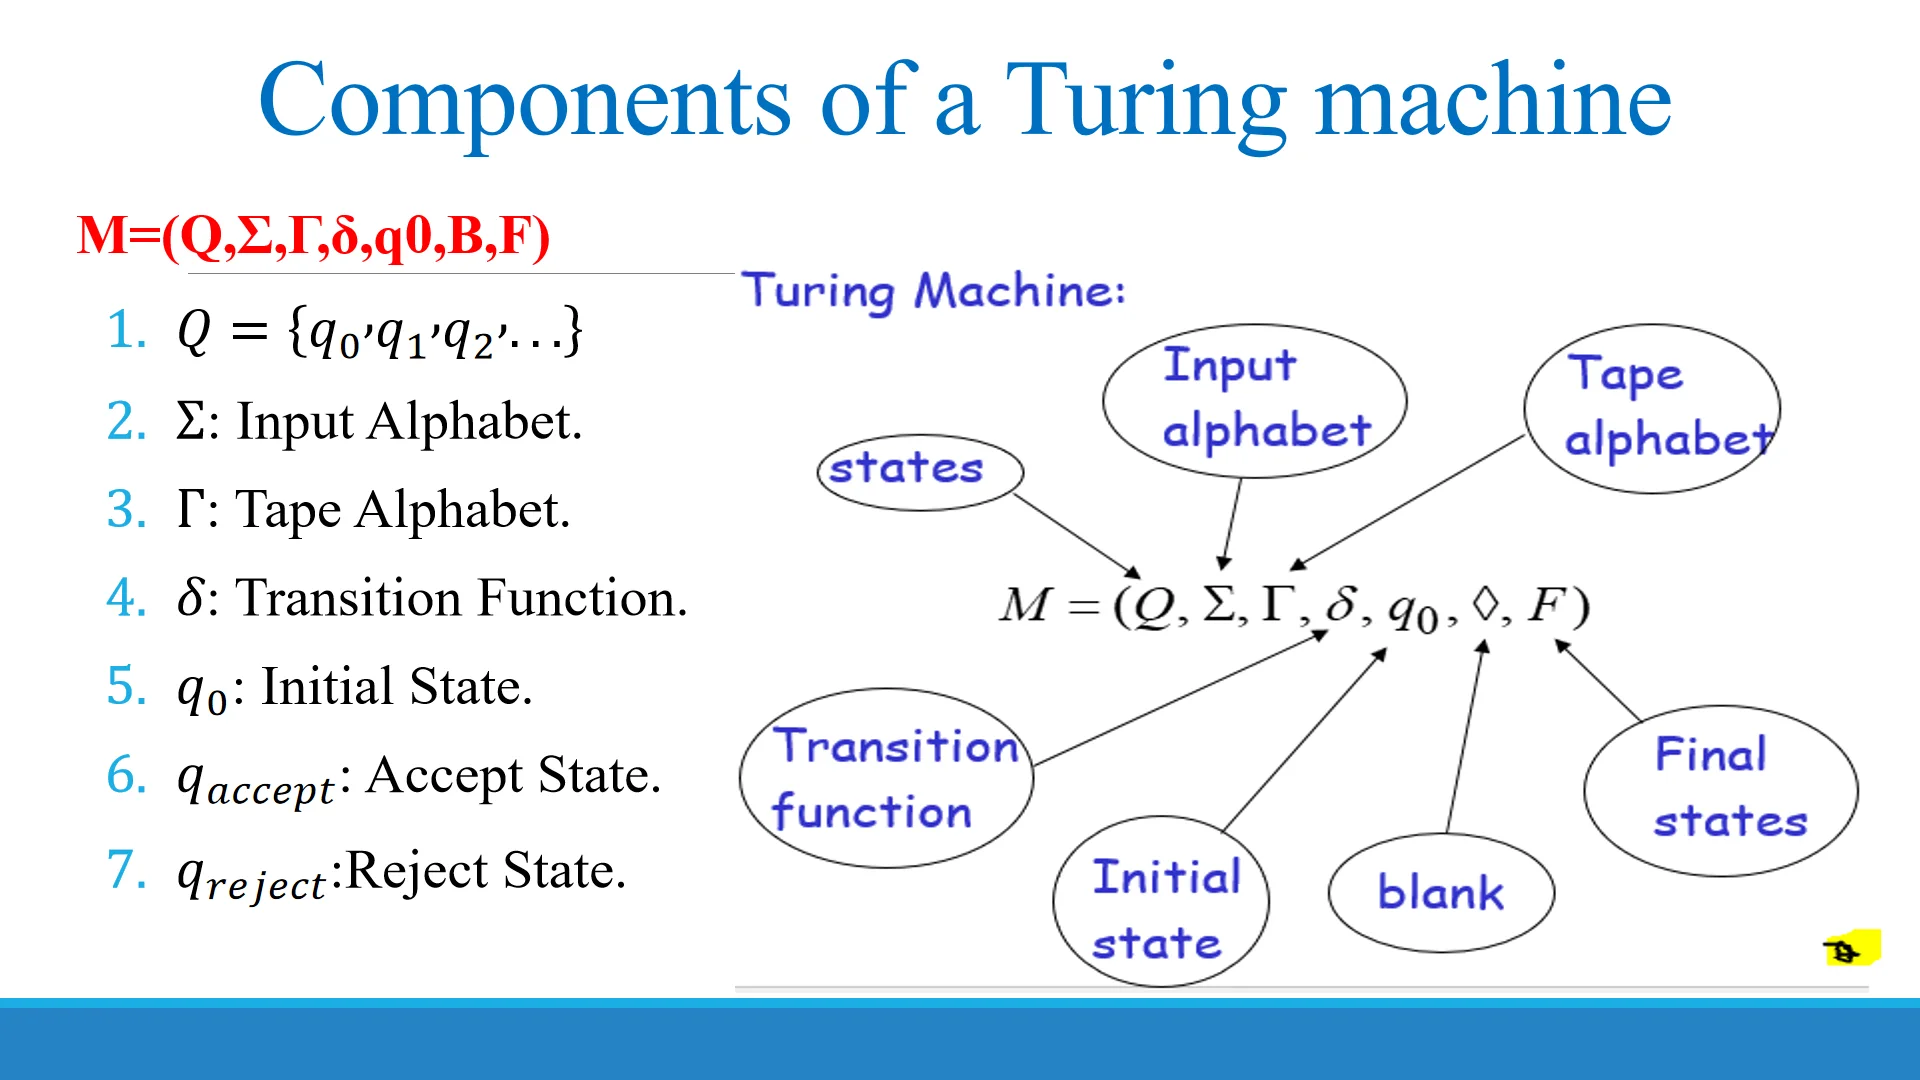 Components of a Turing machine
M=(Q,Σ,Γ,δ,q0,B,F)
1. Q = {q₀,q₁,q₂,...}
2. Σ: Input Alphabet.
3. Γ: Tape Alphabet.
4. δ: Transition Function.
5. q₀: Initial State.
6. q_accept: Accept State.
7. q_reject:Reject State.
Turing Machine:
states
Input
alphabet
Tape
alphabet
M = (Q, Σ, Γ, δ, q₀, ◊, F)
Transition
function
Initial
state
blank
Final
states